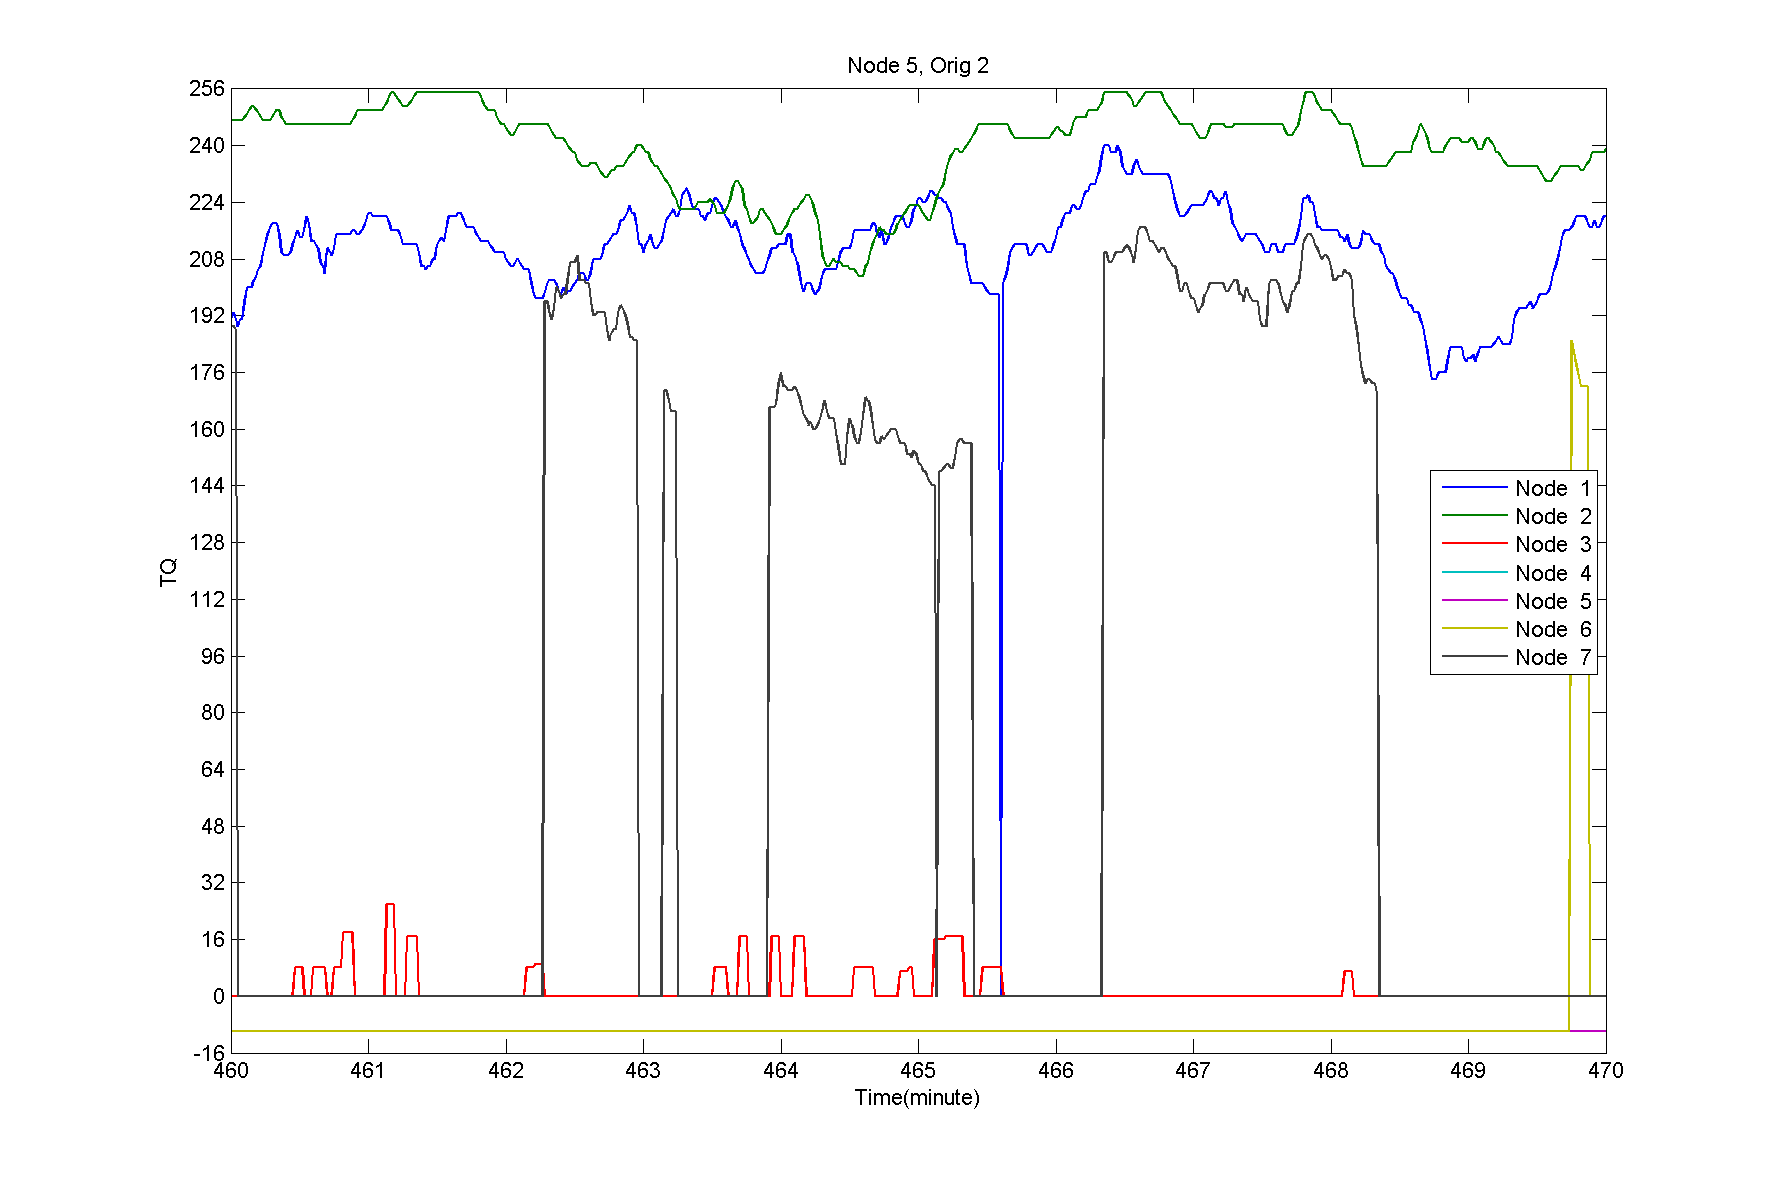 Node 5, Orig 2
256
240
224
208
192
176
160
144
128
112
96
80
64
48
32
16
0
-16
TQ
Node 1
Node 2
Node 3
Node 4
Node 5
Node 6
Node 7
460 461 462 463 464 465 466 467 468 469 470
Time(minute)